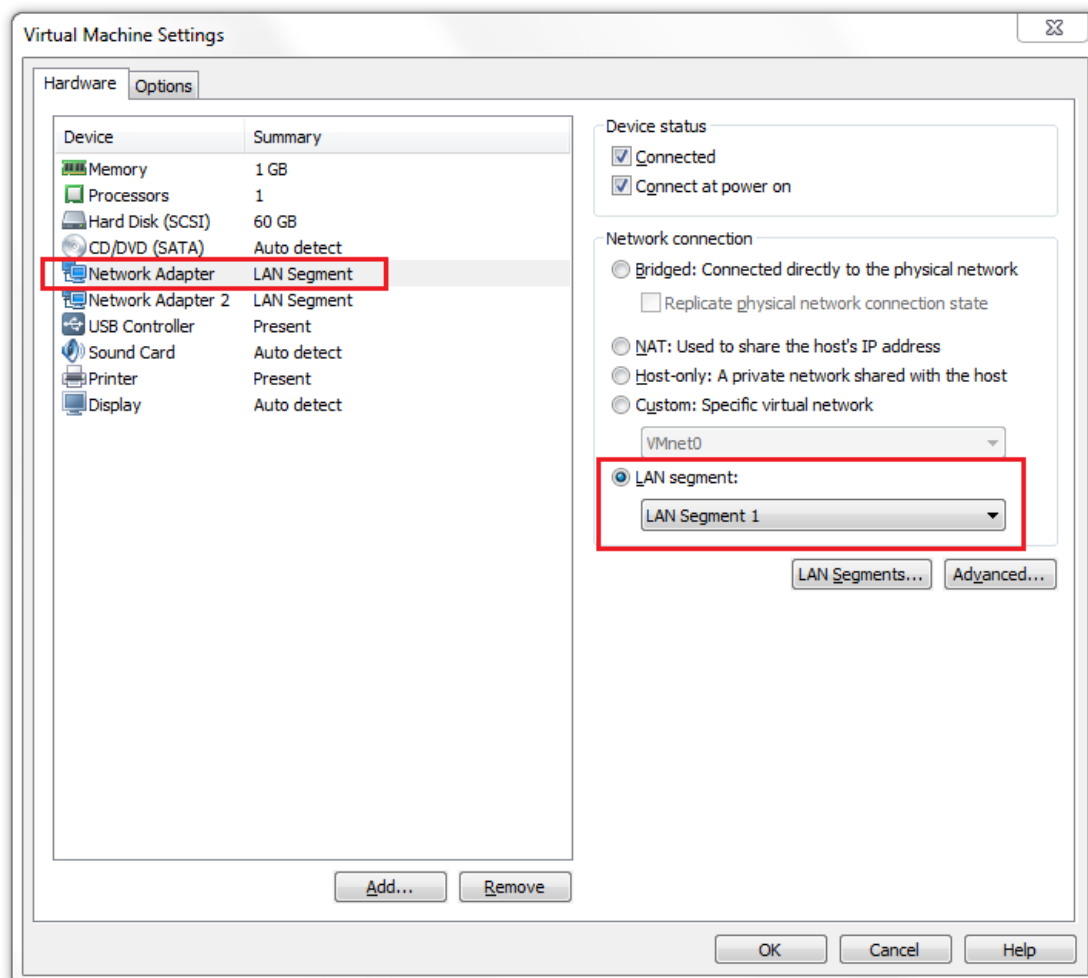 Virtual Machine Settings
Hardware Options
Device Summary
Memory 1 GB
Processors 1
Hard Disk (SCSI) 60 GB
CD/DVD (SATA) Auto detect
Network Adapter LAN Segment
Network Adapter 2 LAN Segment
USB Controller Present
Sound Card Auto detect
Printer Present
Display Auto detect
Add... Remove
Device status
Connected
Connect at power on
Network connection
Bridged: Connected directly to the physical network
Replicate physical network connection state
NAT: Used to share the host's IP address
Host-only: A private network shared with the host
Custom: Specific virtual network
VMnet0
LAN segment:
LAN Segment 1
LAN Segments... Advanced...
OK Cancel Help